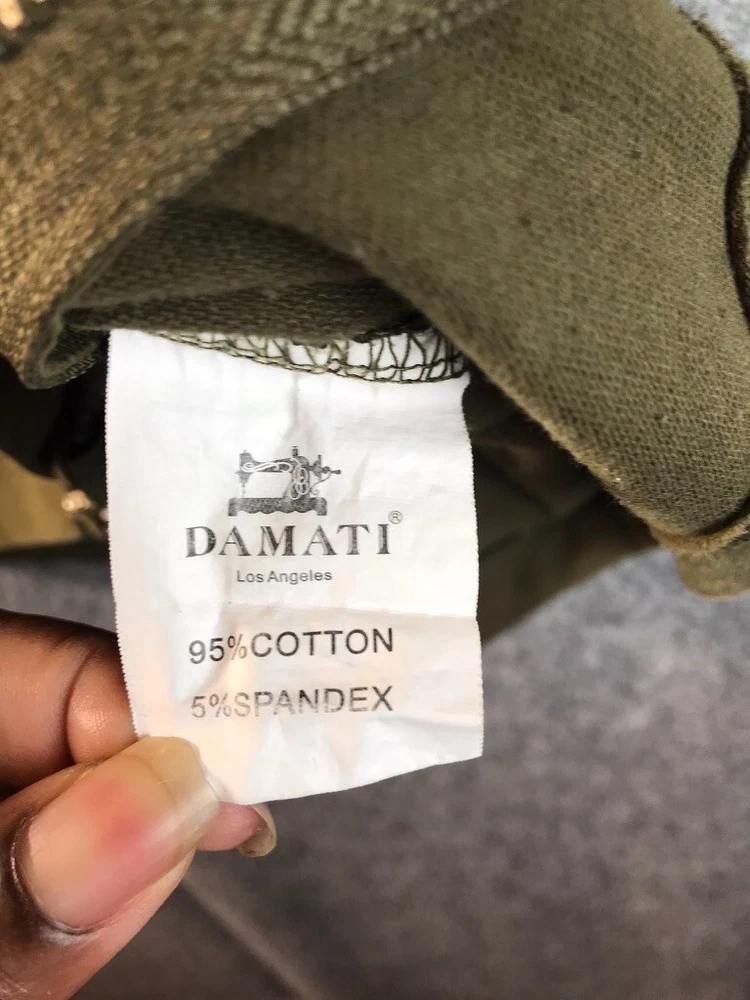 DAMATI®
Los Angeles
95%COTTON
5%SPANDEX